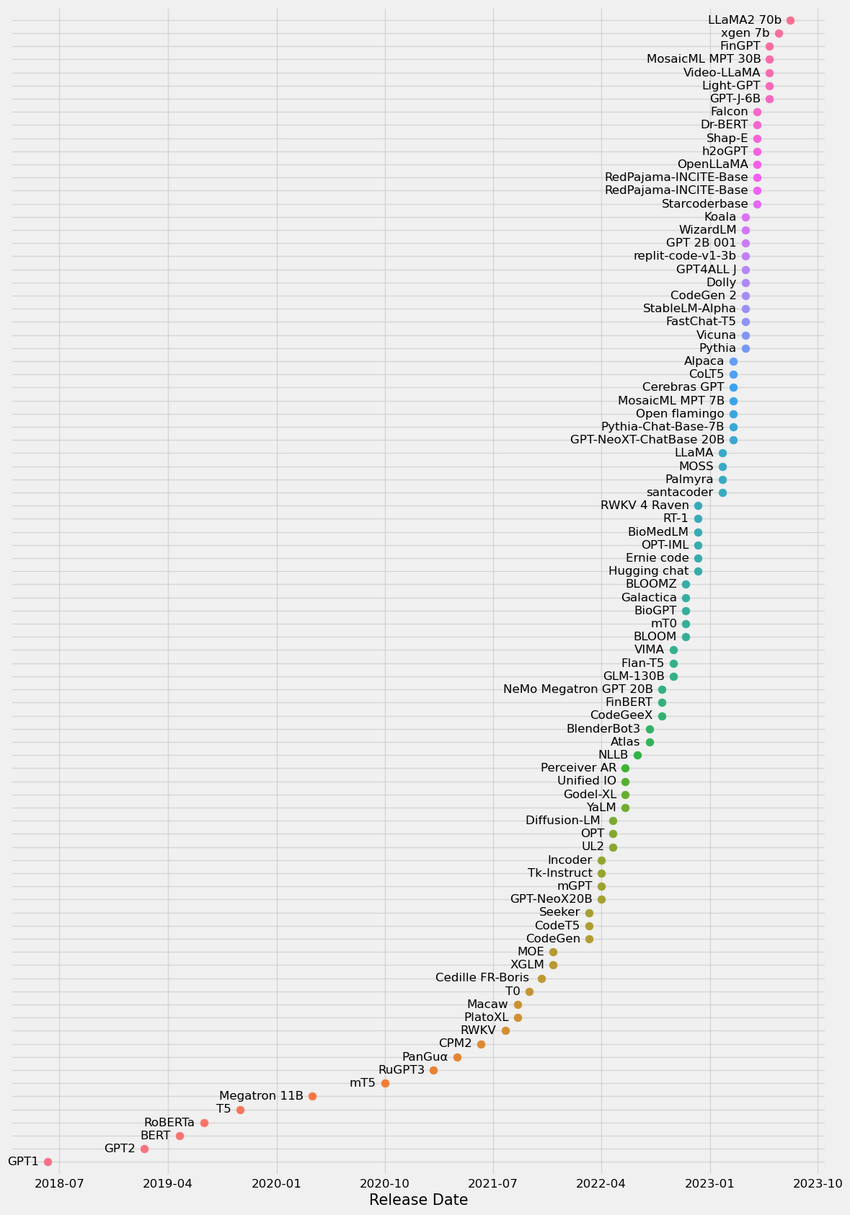 LLaMA2 70b
xgen 7b
FinGPT
MosaicML MPT 30B
Video-LLaMA
Light-GPT
GPT-J-6B
Falcon
Dr-BERT
Shap-E
h2oGPT
OpenLLaMA
RedPajama-INCITE-Base
RedPajama-INCITE-Base
Starcoderbase
Koala
WizardLM
GPT 2B 001
replit-code-v1-3b
GPT4ALL J
Dolly
CodeGen 2
StableLM-Alpha
FastChat-T5
Vicuna
Pythia
Alpaca
CoLT5
Cerebras GPT
MosaicML MPT 7B
Open flamingo
Pythia-Chat-Base-7B
GPT-NeoXT-ChatBase 20B
LLaMA
MOSS
Palmyra
santacoder
RWKV 4 Raven
RT-1
BioMedLM
OPT-IML
Ernie code
Hugging chat
BLOOMZ
Galactica
BioGPT
mT0
BLOOM
VIMA
Flan-T5
GLM-130B
NeMo Megatron GPT 20B
FinBERT
CodeGeeX
BlenderBot3
Atlas
NLLB
Perceiver AR
Unified IO
Godel-XL
YaLM
Diffusion-LM
OPT
UL2
Incoder
Tk-Instruct
mGPT
GPT-NeoX20B
Seeker
CodeT5
CodeGen
MOE
XGLM
Cedille FR-Boris
T0
Macaw
PlatoXL
RWKV
CPM2
PanGuα
RuGPT3
mT5
Megatron 11B
T5
RoBERTa
BERT
GPT2
GPT1
2018-07 2019-04 2020-01 2020-10 2021-07 2022-04 2023-01 2023-10
Release Date